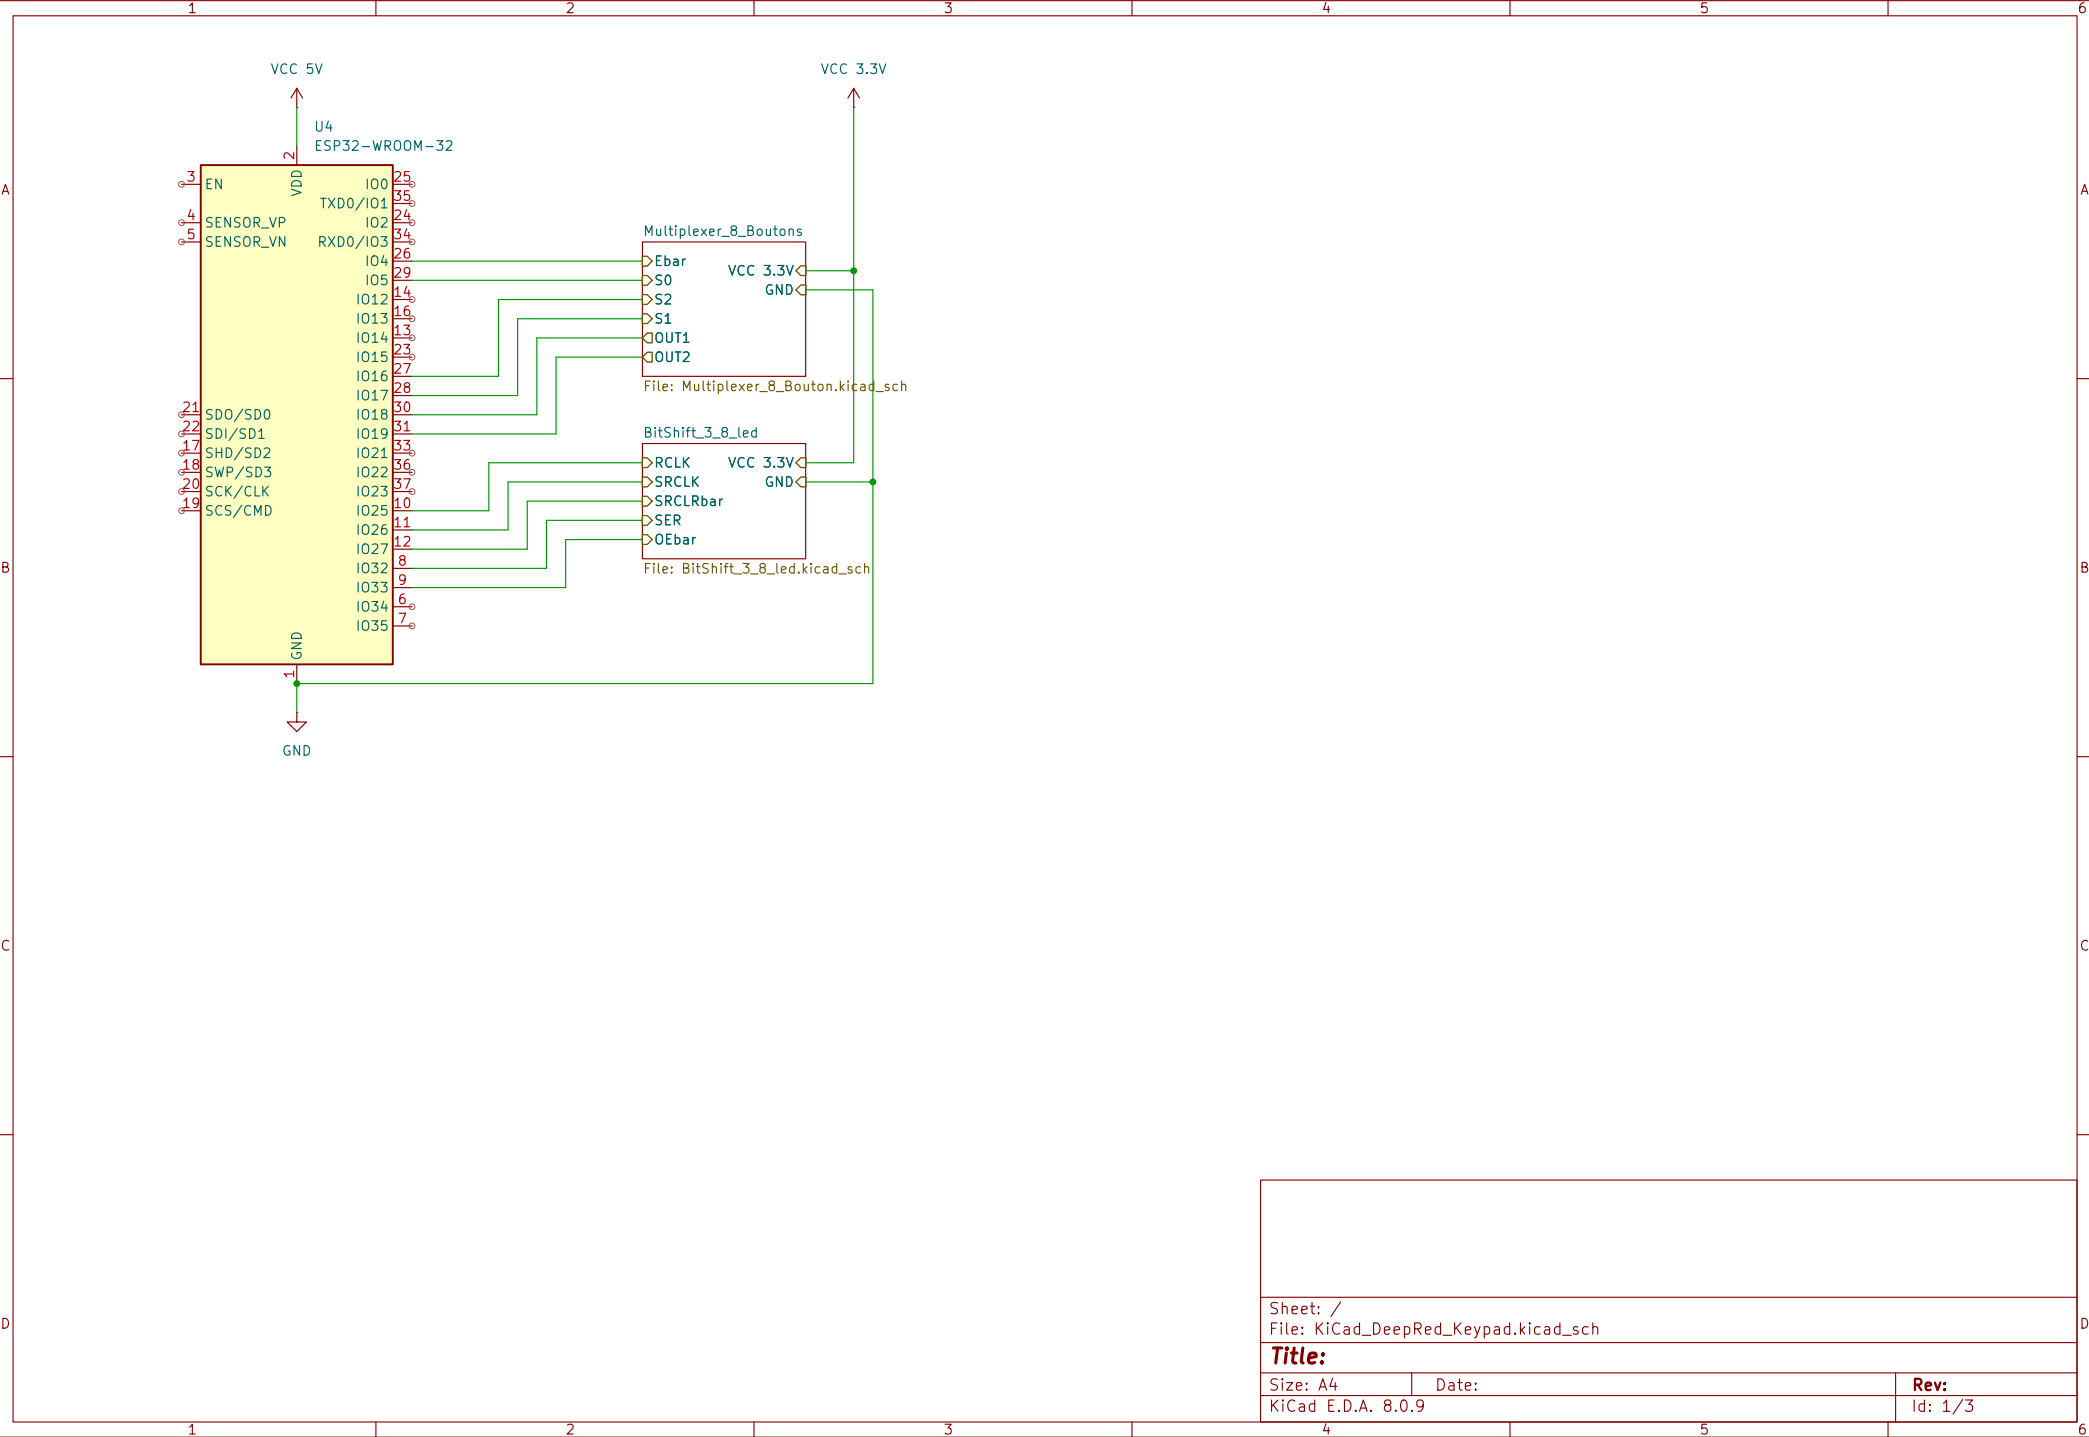 1 2 3 4 5 6
VCC 5V
VCC 3.3V
U4
ESP32-WROOM-32
2
VDD
3 EN
4 SENSOR_VP
5 SENSOR_VN
21 SDO/SD0
22 SDI/SD1
17 SHD/SD2
18 SWP/SD3
20 SCK/CLK
19 SCS/CMD
IO0 25
TXD0/IO1 35
IO2 24
RXD0/IO3 34
IO4 26
IO5 29
IO12 14
IO13 16
IO14 13
IO15 23
IO16 27
IO17 28
IO18 30
IO19 31
IO21 33
IO22 36
IO23 37
IO25 10
IO26 11
IO27 12
IO32 8
IO33 9
IO34 6
IO35 7
GND
1
GND
Multiplexer_8_Boutons
Ebar
S0
S2
S1
OUT1
OUT2
VCC 3.3V
GND
File: Multiplexer_8_Bouton.kicad_sch
BitShift_3_8_led
RCLK
SRCLK
SRCLRbar
SER
OEbar
VCC 3.3V
GND
File: BitShift_3_8_led.kicad_sch
A A
B B
C C
D D
Sheet: /
File: KiCad_DeepRed_Keypad.kicad_sch
Title:
Size: A4 Date: Rev:
KiCad E.D.A. 8.0.9 Id: 1/3
1 2 3 4 5 6